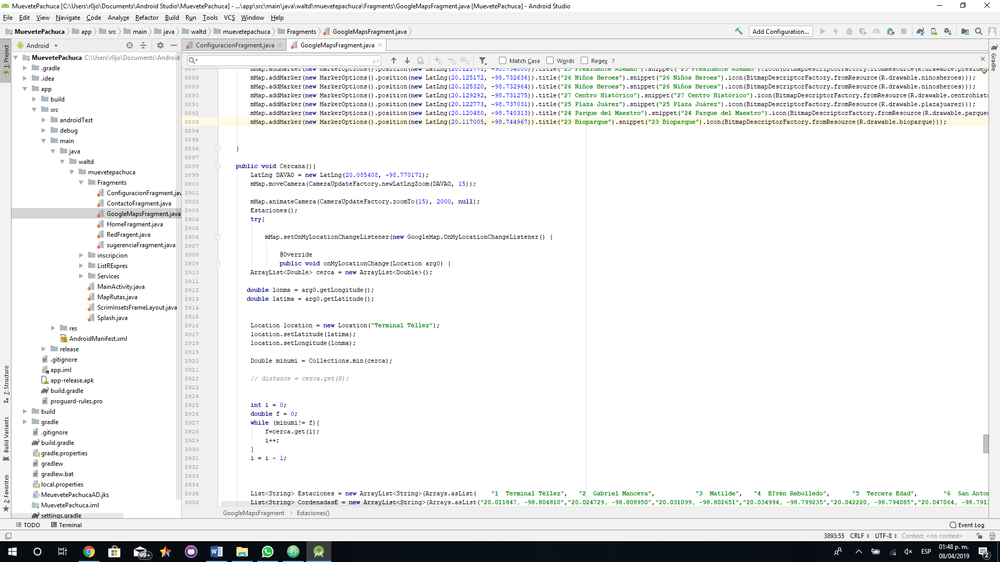 MuevetePachuca [C:\Users\r0jo\Documents\Android Studio\MuevetePachuca] - ...\app\src\main\java\waltd\muevetepachuca\Fragments\GoogleMapsFragment.java [MuevetePachuca] - Android Studio
File Edit View Navigate Code Analyze Refactor Build Run Tools VCS Window Help
MuevetePachuca app src main java waltd muevetepachuca Fragments GoogleMapsFragment.java Add Configuration...
Android ConfiguracionFragment.java GoogleMapsFragment.java
1: Project
7: Structure
Build Variants
2: Favorites
Gradle
MuevetePachuca C:\Users\r0jo\Documents\Android
.gradle
.idea
app
build
src
androidTest
debug
main
java
waltd
muevetepachuca
Fragments
ConfiguracionFragment.jav
ContactoFragment.java
GoogleMapsFragment.java
HomeFragment.java
RedFragent.java
sugerenciaFragment.java
inscripcion
ListRExpres
Services
MainActivity.java
MapRutas.java
ScrimInsetsFrameLayout.java
Splash.java
res
AndroidManifest.xml
release
.gitignore
app.iml
app-release.apk
build.gradle
proguard-rules.pro
build
gradle
.gitignore
build.gradle
gradle.properties
gradlew
gradlew.bat
local.properties
MeuevetePachucaAD.jks
MuevetePachuca.iml
settings.gradle
Match Case Words Regex ?
3887 mMap.addMarker(new MarkerOptions().position(new LatLng(20.121771, -98.734686)).title("25 Presidente Alemán").snippet("25 Presidente Alemán").icon(BitmapDescriptorFactory.fromResource(R.drawable.president
3888 mMap.addMarker(new MarkerOptions().position(new LatLng(20.125172, -98.732636)).title("26 Niños Heroes").snippet("26 Niños Heroes").icon(BitmapDescriptorFactory.fromResource(R.drawable.ninosheroes)));
3889 mMap.addMarker(new MarkerOptions().position(new LatLng(20.125320, -98.732964)).title("26 Niños Heroes").snippet("26 Niños Heroes").icon(BitmapDescriptorFactory.fromResource(R.drawable.ninosheroes)));
3890 mMap.addMarker(new MarkerOptions().position(new LatLng(20.129292, -98.731275)).title("27 Centro Histórico").snippet("27 Centro Histórico").icon(BitmapDescriptorFactory.fromResource(R.drawable.centrohisto
3891 mMap.addMarker(new MarkerOptions().position(new LatLng(20.122773, -98.737031)).title("25 Plaza Juárez").snippet("25 Plaza Juárez").icon(BitmapDescriptorFactory.fromResource(R.drawable.plazajuarez)));
3892 mMap.addMarker(new MarkerOptions().position(new LatLng(20.120480, -98.740313)).title("24 Parque del Maestro").snippet("24 Parque del Maestro").icon(BitmapDescriptorFactory.fromResource(R.drawable.parqued
3893 mMap.addMarker(new MarkerOptions().position(new LatLng(20.117005, -98.744967)).title("23 Bioparque").snippet("23 Bioparque").icon(BitmapDescriptorFactory.fromResource(R.drawable.bioparque)));
3894
3895
3896 }
3897
3898 public void Cercana(){
3899 LatLng DAVAO = new LatLng(20.085408, -98.770171);
3900 mMap.moveCamera(CameraUpdateFactory.newLatLngZoom(DAVAO, 15));
3901
3902 mMap.animateCamera(CameraUpdateFactory.zoomTo(15), 2000, null);
3903 Estaciones();
3904 try{
3905
3906 mMap.setOnMyLocationChangeListener(new GoogleMap.OnMyLocationChangeListener() {
3907
3908 @Override
3909 public void onMyLocationChange(Location arg0) {
3910 ArrayList<Double> cerca = new ArrayList<Double>();
3911
3912 double lonma = arg0.getLongitude();
3913 double latima = arg0.getLatitude();
3914
3915
3916 Location location = new Location("Terminal Téllez");
3917 location.setLatitude(latima);
3918 location.setLongitude(lonma);
3919
3920 Double minumi = Collections.min(cerca);
3921
3922 // distance = cerca.get(0);
3923
3924
3925 int i = 0;
3926 double f = 0;
3927 while (minumi!= f){
3928 f=cerca.get(i);
3929 i++;
3930 }
3931 i = i - 1;
3932
3933
3934
3935 List<String> Estaciones = new ArrayList<String>(Arrays.asList( "1 Terminal Téllez", "2 Gabriel Mancera", "3 Matilde", "4 Efrén Rebolledo", "5 Tercera Edad", "6 San Anton
3936 List<String> CordenadasE = new ArrayList<String>(Arrays.asList("20.011847, -98.804810","20.024729, -98.808950","20.031099, -98.802651","20.034994, -98.799235","20.042220, -98.794085","20.047064, -98.7913
GoogleMapsFragment Estaciones()
TODO Terminal Event Log
3893:55 CRLF UTF-8 Context: <no context>
99+
ESP 01:48 p. m.
08/04/2019
2